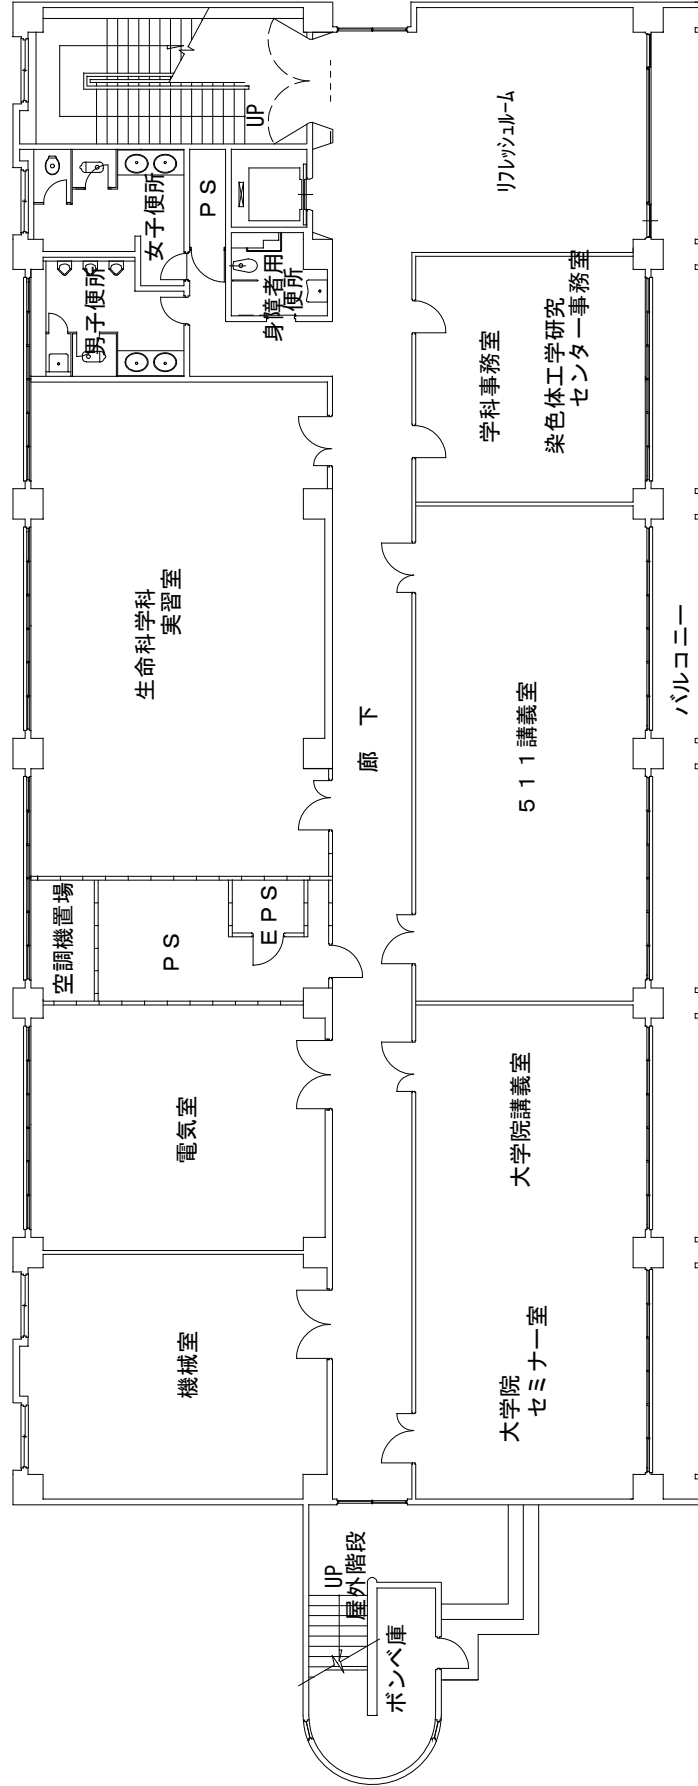 ボンベ庫
UP
屋外階段
機械室
電気室
空調機置場
ＰＳ
ＥＰＳ
生命科学科
実習室
男子便所
女子便所
ＰＳ
身障者用
便所
UP
廊　下
大学院
セミナー室
大学院講義室
５１１講義室
学科事務室
染色体工学研究
センター事務室
リフレッシュルーム
バルコニー